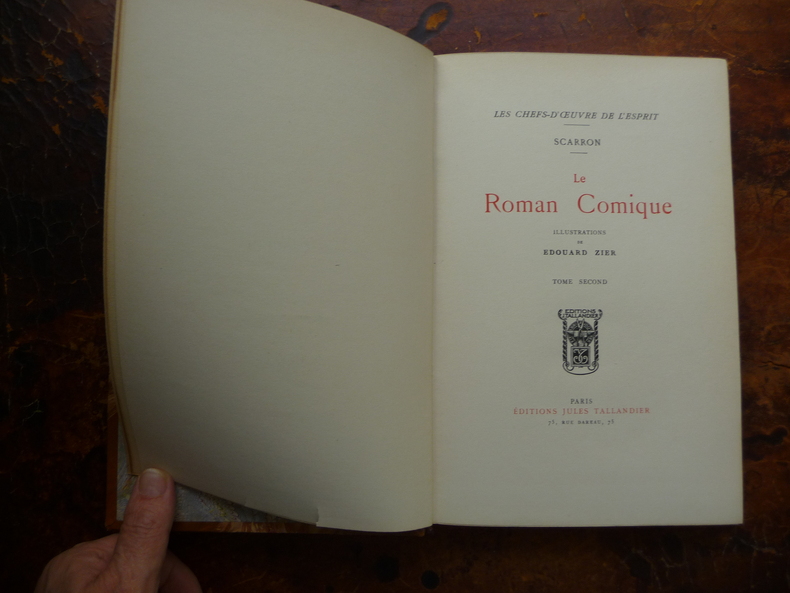 LES CHEFS-D'ŒUVRE DE L'ESPRIT
SCARRON
Le
Roman Comique
ILLUSTRATIONS
DE
EDOUARD ZIER
TOME SECOND
EDITIONS
TALLANDIER
PARIS
ÉDITIONS JULES TALLANDIER
75, RUE DAREAU, 75